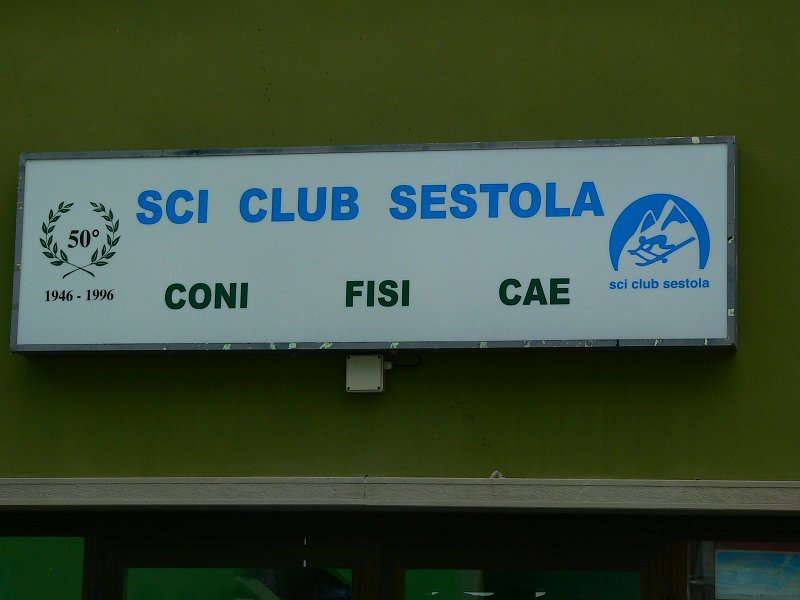 SCI CLUB SESTOLA
50°
1946 - 1996
CONI FISI CAE
sci club sestola